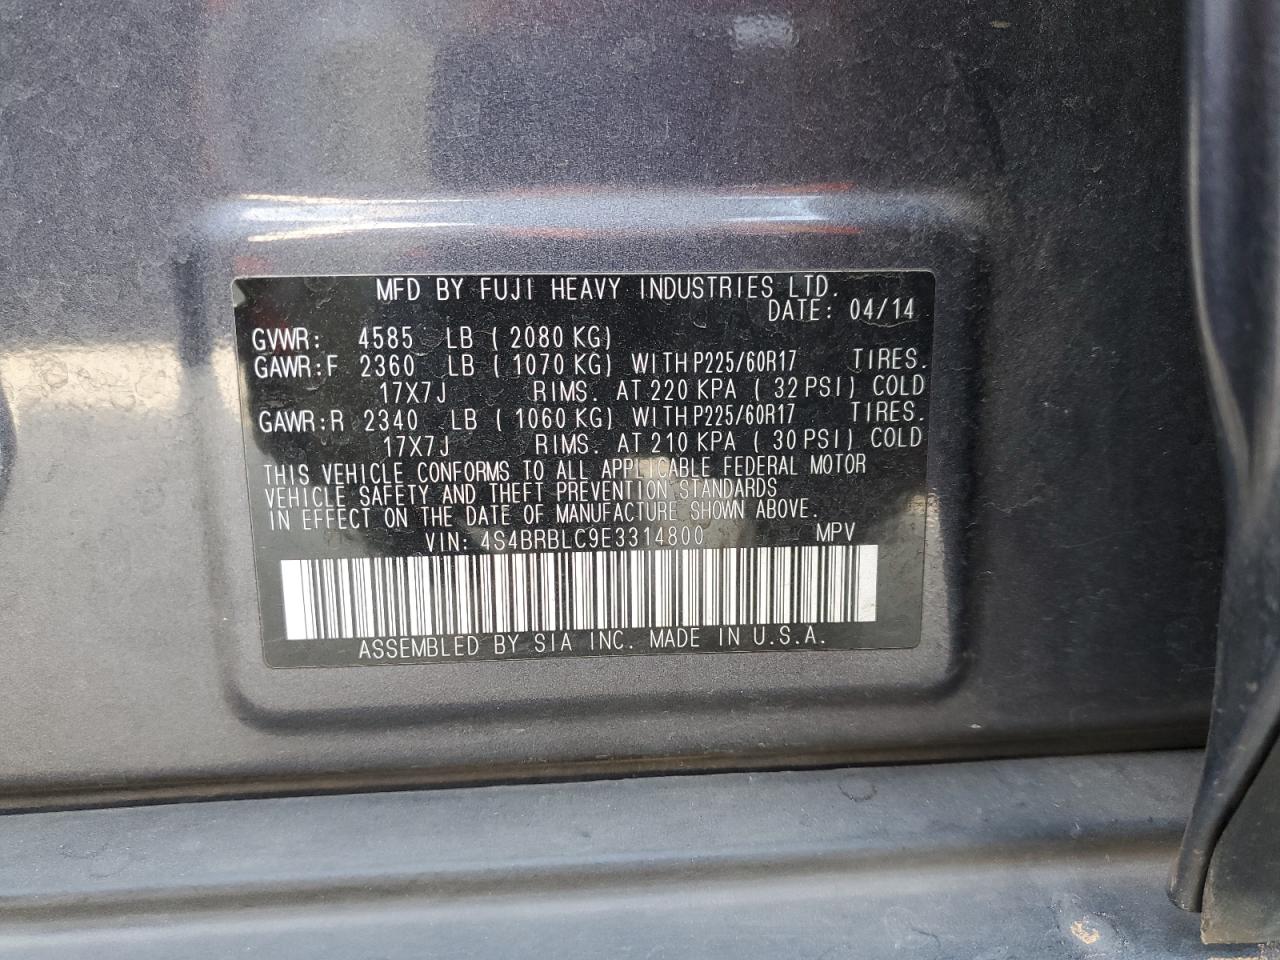 MFD BY FUJI HEAVY INDUSTRIES LTD.
DATE: 04/14
GVWR: 4585 LB ( 2080 KG)
GAWR:F 2360 LB ( 1070 KG) WITH P225/60R17 TIRES.
17X7J RIMS. AT 220 KPA ( 32 PSI) COLD
GAWR:R 2340 LB ( 1060 KG) WITH P225/60R17 TIRES.
17X7J RIMS. AT 210 KPA ( 30 PSI) COLD
THIS VEHICLE CONFORMS TO ALL APPLICABLE FEDERAL MOTOR
VEHICLE SAFETY AND THEFT PREVENTION STANDARDS
IN EFFECT ON THE DATE OF MANUFACTURE SHOWN ABOVE.
VIN: 4S4BRBLC9E3314800 MPV
ASSEMBLED BY SIA INC. MADE IN U.S.A.